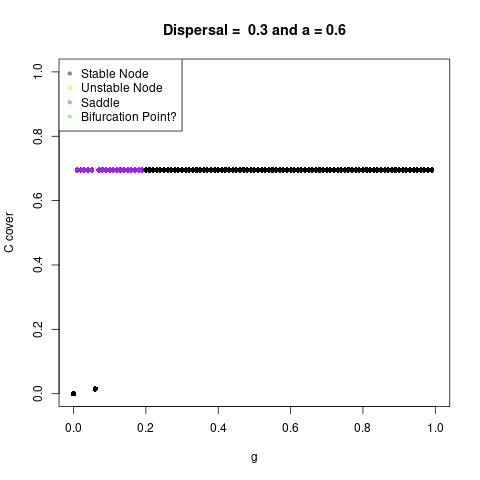 Dispersal =  0.3 and a = 0.6
Stable Node
Unstable Node
Saddle
Bifurcation Point?
C cover
1.0
0.8
0.6
0.4
0.2
0.0
0.0 0.2 0.4 0.6 0.8 1.0
g